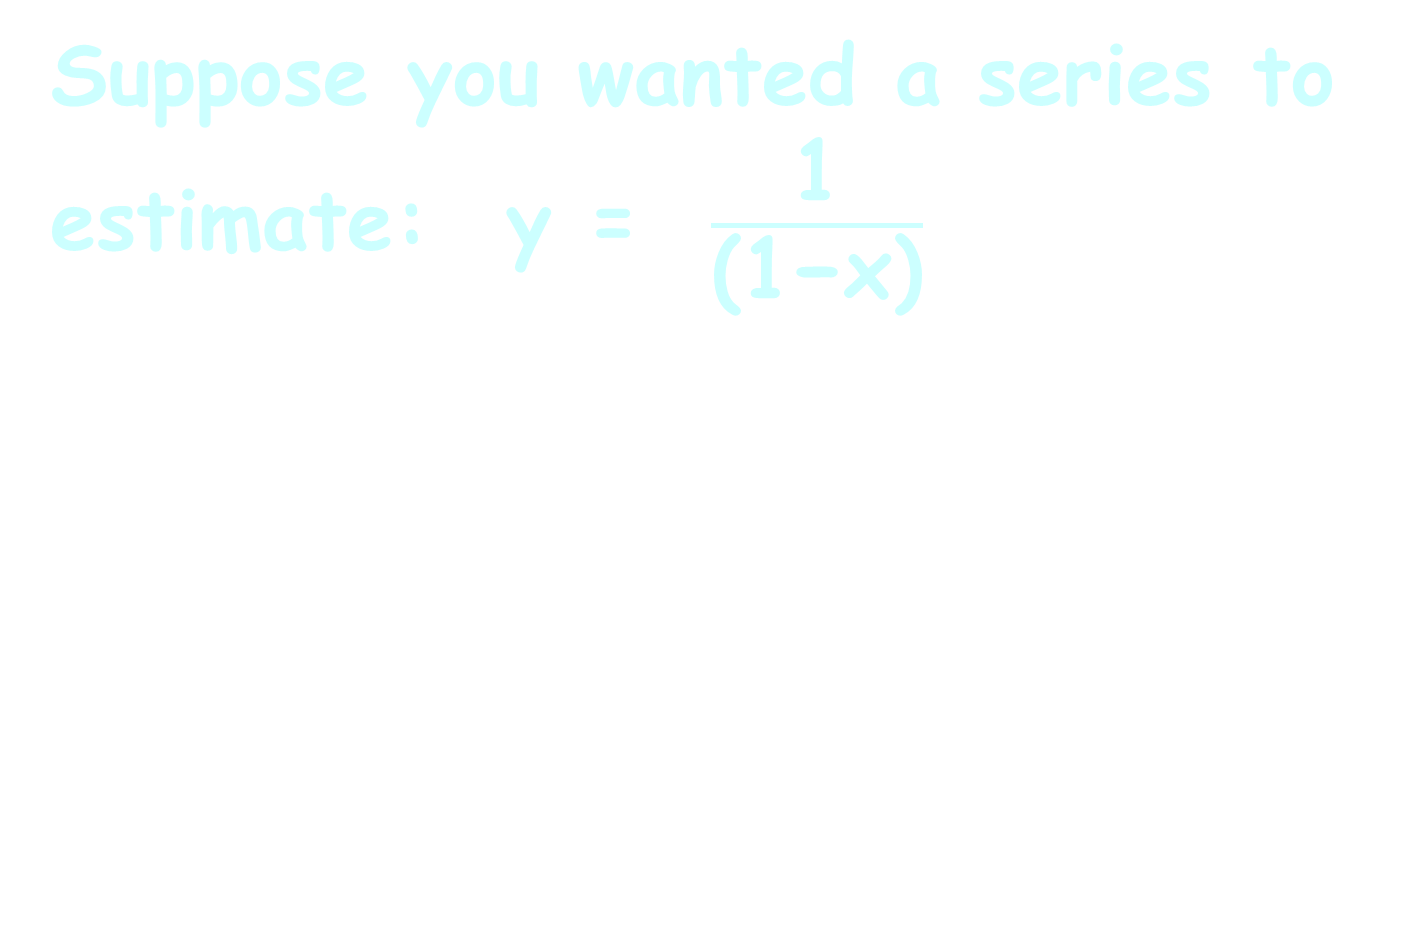 Suppose you wanted a series to
estimate: y = 1
(1-x)